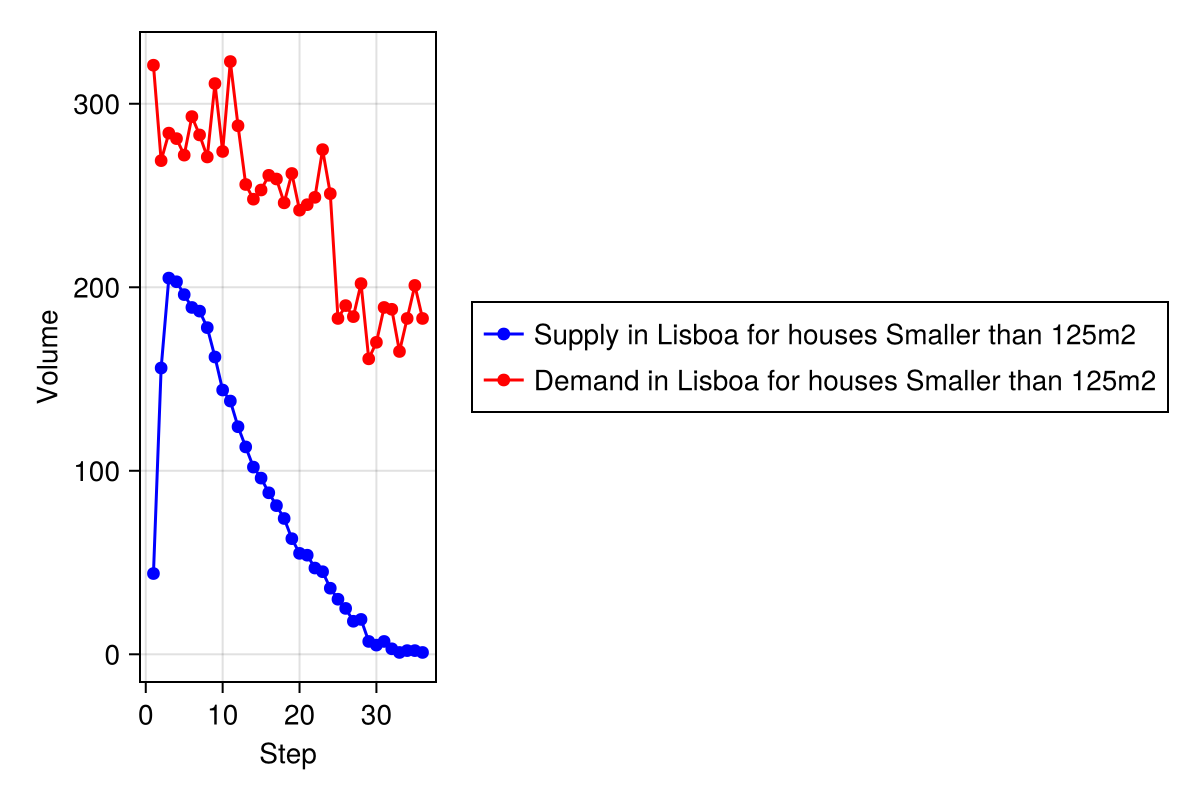 300
200
100
0
Volume
0 10 20 30
Step
Supply in Lisboa for houses Smaller than 125m2
Demand in Lisboa for houses Smaller than 125m2